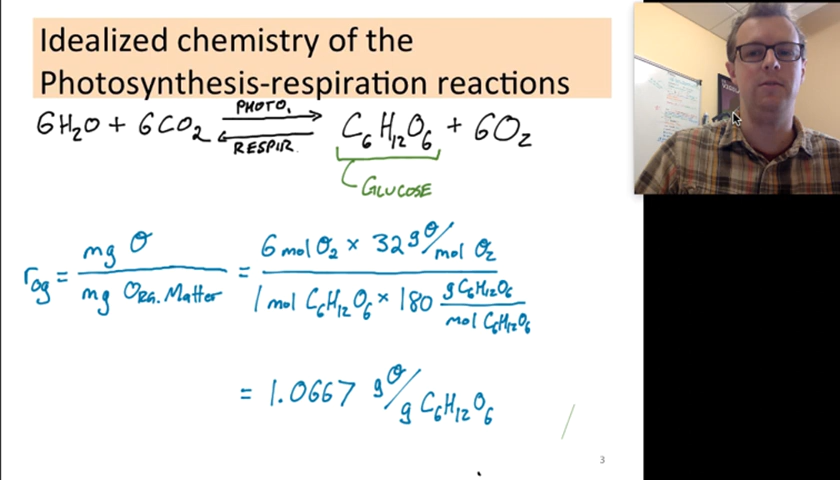 Idealized chemistry of the
Photosynthesis-respiration reactions
6H₂O + 6CO₂ PHOTO. RESPIR. C₆H₁₂O₆ + 6O₂
GLUCOSE
r_og = mg O / mg ORG. Matter = 6 mol O₂ × 32 g O/mol O₂ / 1 mol C₆H₁₂O₆ × 180 g C₆H₁₂O₆ / mol C₆H₁₂O₆
= 1.0667 g O/g C₆H₁₂O₆
3